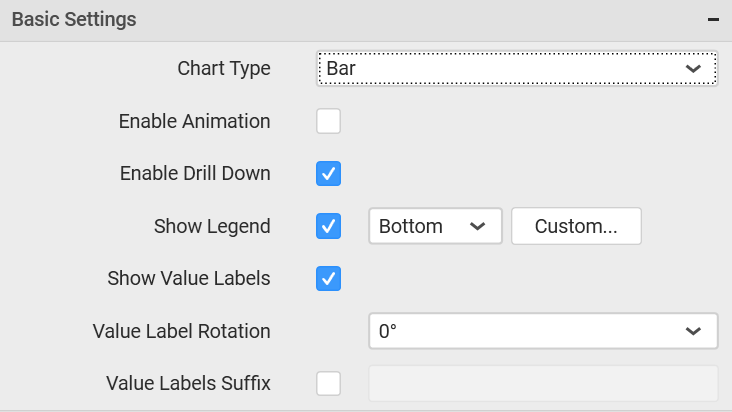 Basic Settings
Chart Type Bar
Enable Animation
Enable Drill Down
Show Legend Bottom Custom...
Show Value Labels
Value Label Rotation 0°
Value Labels Suffix